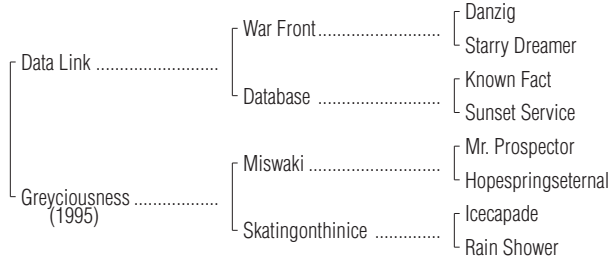 Danzig
War Front
Starry Dreamer
Data Link
Known Fact
Database
Sunset Service
Mr. Prospector
Miswaki
Hopespringseternal
Greyciousness
(1995)
Icecapade
Skatingonthinice
Rain Shower